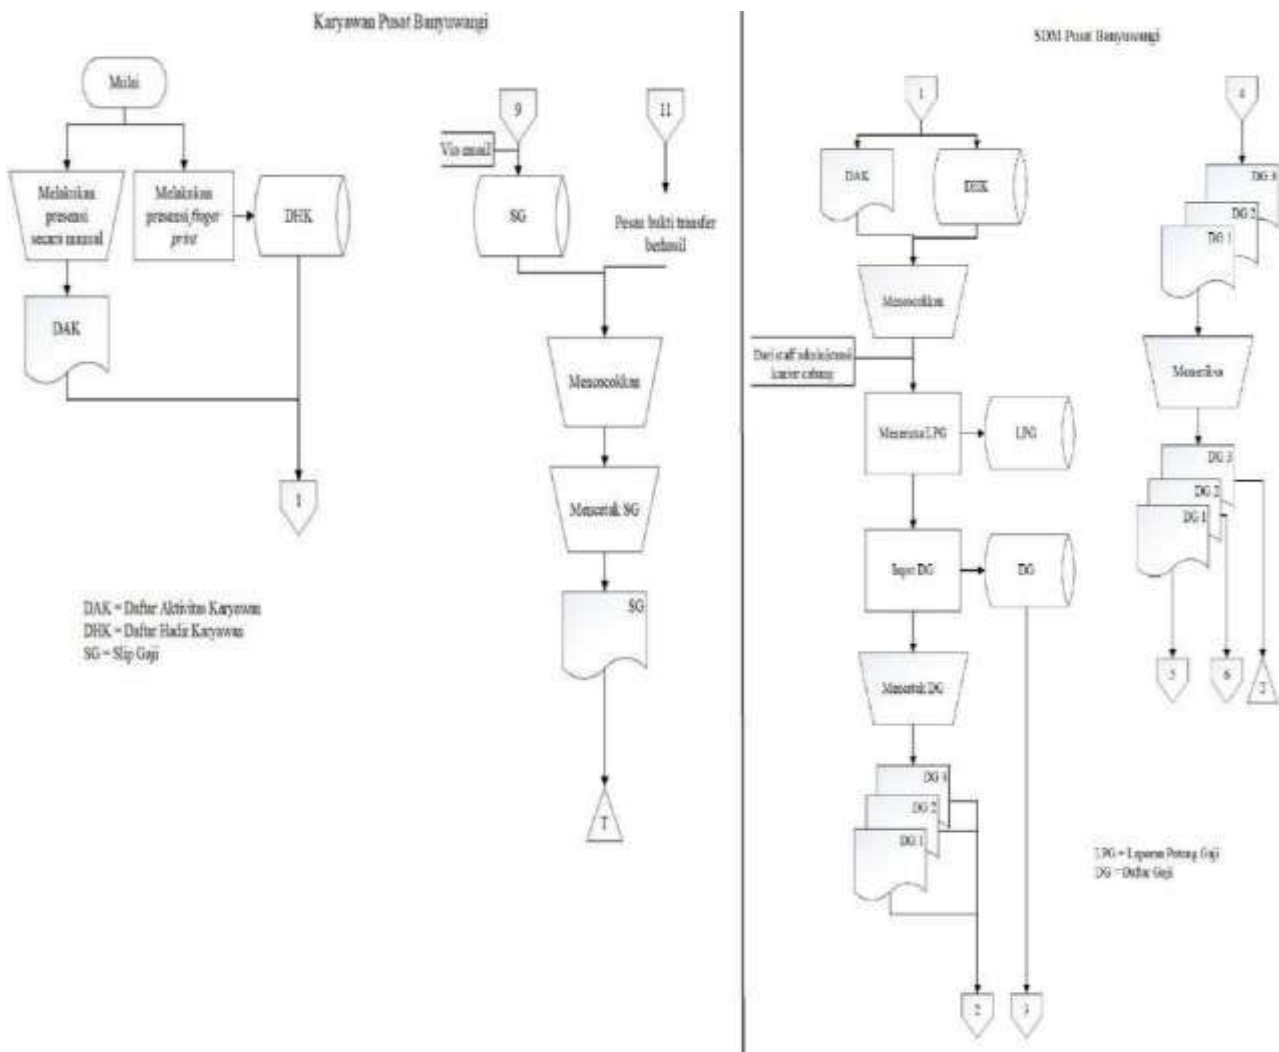 Karyawan Pusat Banyuwangi
Mulai
Melakukan
presensi
secara manual
Melakukan
presensi finger
print
DHK
DAK
1
9
Via email
SG
11
Pesan bukti transfer
berhasil
Mencocokkan
Mencetak SG
SG
T
DAK = Daftar Aktivitas Karyawan
DHK = Daftar Hadir Karyawan
SG = Slip Gaji
SDM Pusat Banyuwangi
1
DAK
DHK
Mencocokkan
Dari staff administrasi
kantor cabang
Menerima LPG
LPG
Input DG
DG
Mencetak DG
DG
DG 2
DG 1
2
3
4
DG 3
DG 2
DG 1
Memeriksa
DG 3
DG 2
DG 1
5
6
LPG = Laporan Potong Gaji
DG = Daftar Gaji